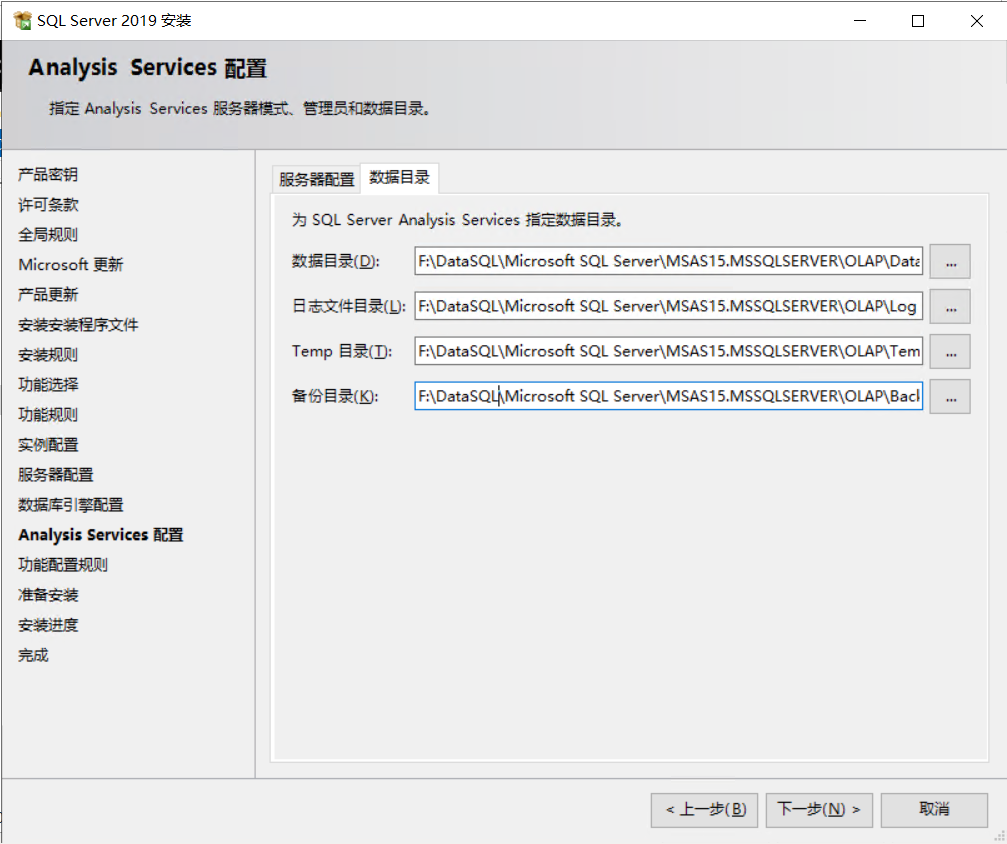 SQL Server 2019 安装
Analysis Services 配置
指定 Analysis Services 服务器模式、管理员和数据目录。
产品密钥
许可条款
全局规则
Microsoft 更新
产品更新
安装安装程序文件
安装规则
功能选择
功能规则
实例配置
服务器配置
数据库引擎配置
Analysis Services 配置
功能配置规则
准备安装
安装进度
完成
服务器配置 数据目录
为 SQL Server Analysis Services 指定数据目录。
数据目录(D): F:\DataSQL\Microsoft SQL Server\MSAS15.MSSQLSERVER\OLAP\Data ...
日志文件目录(L): F:\DataSQL\Microsoft SQL Server\MSAS15.MSSQLSERVER\OLAP\Log ...
Temp 目录(T): F:\DataSQL\Microsoft SQL Server\MSAS15.MSSQLSERVER\OLAP\Tem ...
备份目录(K): F:\DataSQL\Microsoft SQL Server\MSAS15.MSSQLSERVER\OLAP\Back ...
< 上一步(B) 下一步(N) > 取消